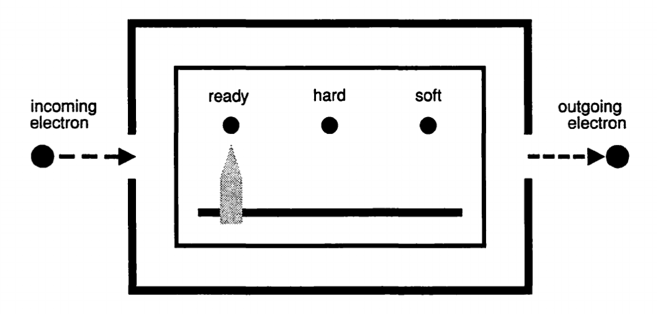 ready hard soft
incoming
electron
outgoing
electron